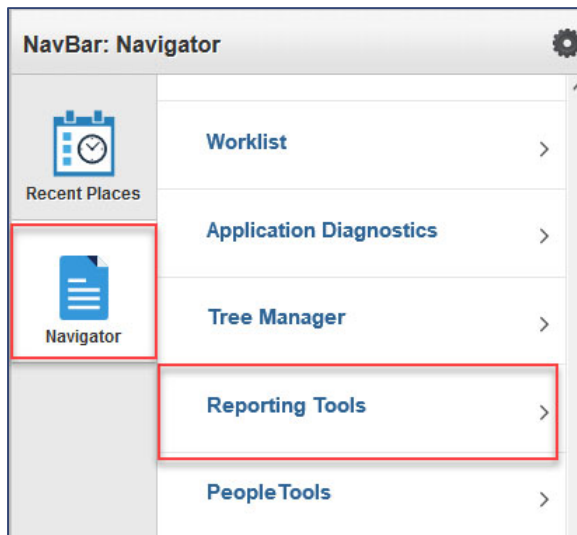 NavBar: Navigator
Recent Places
Navigator
Worklist
Application Diagnostics
Tree Manager
Reporting Tools
PeopleTools